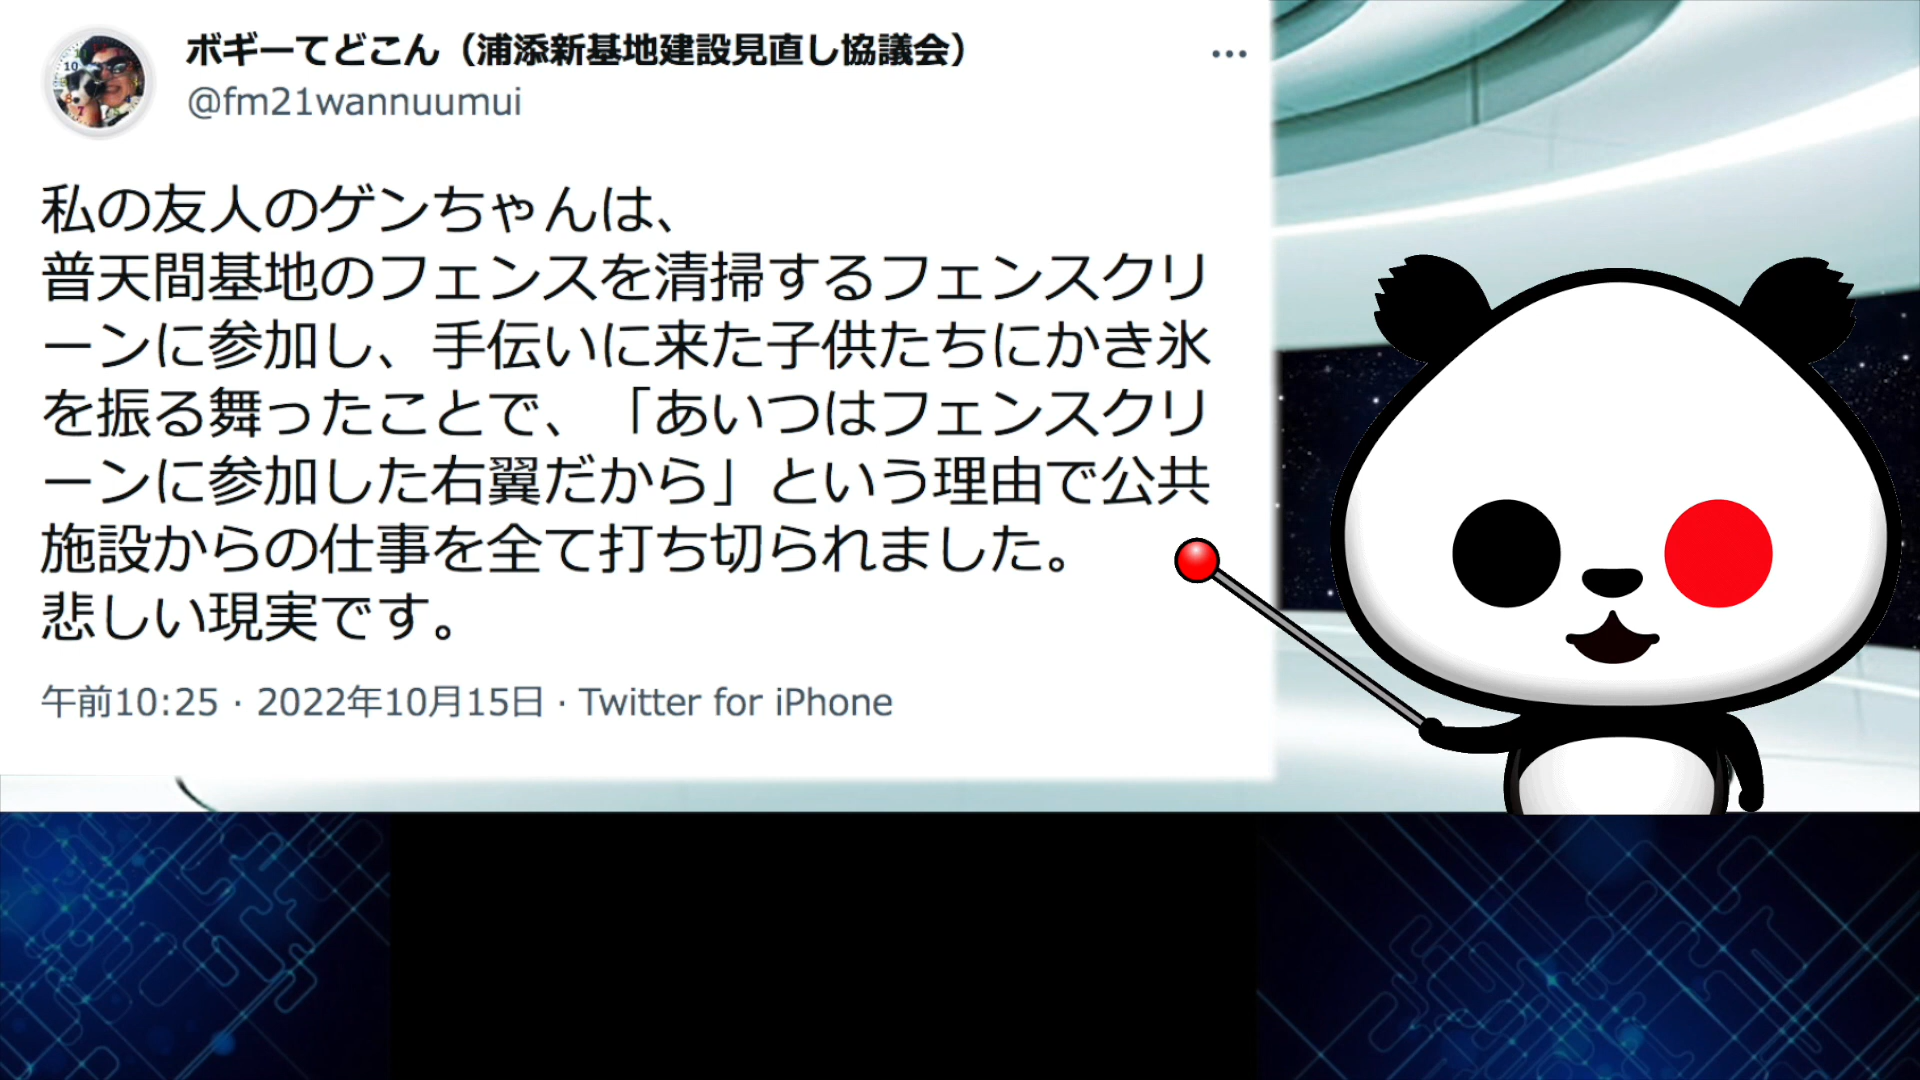 ボギーてどこん（浦添新基地建設見直し協議会）
@fm21wannuumui
私の友人のゲンちゃんは、
普天間基地のフェンスを清掃するフェンスクリ
ーンに参加し、手伝いに来た子供たちにかき氷
を振る舞ったことで、「あいつはフェンスクリ
ーンに参加した右翼だから」という理由で公共
施設からの仕事を全て打ち切られました。
悲しい現実です。
午前10:25 · 2022年10月15日 · Twitter for iPhone